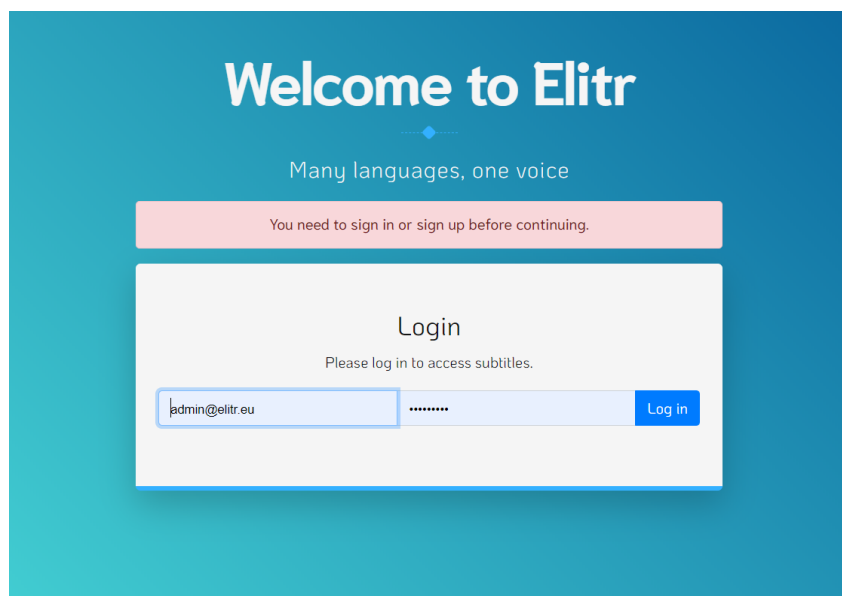 Welcome to Elitr
Many languages, one voice
You need to sign in or sign up before continuing.
Login
Please log in to access subtitles.
admin@elitr.eu ••••••••• Log in